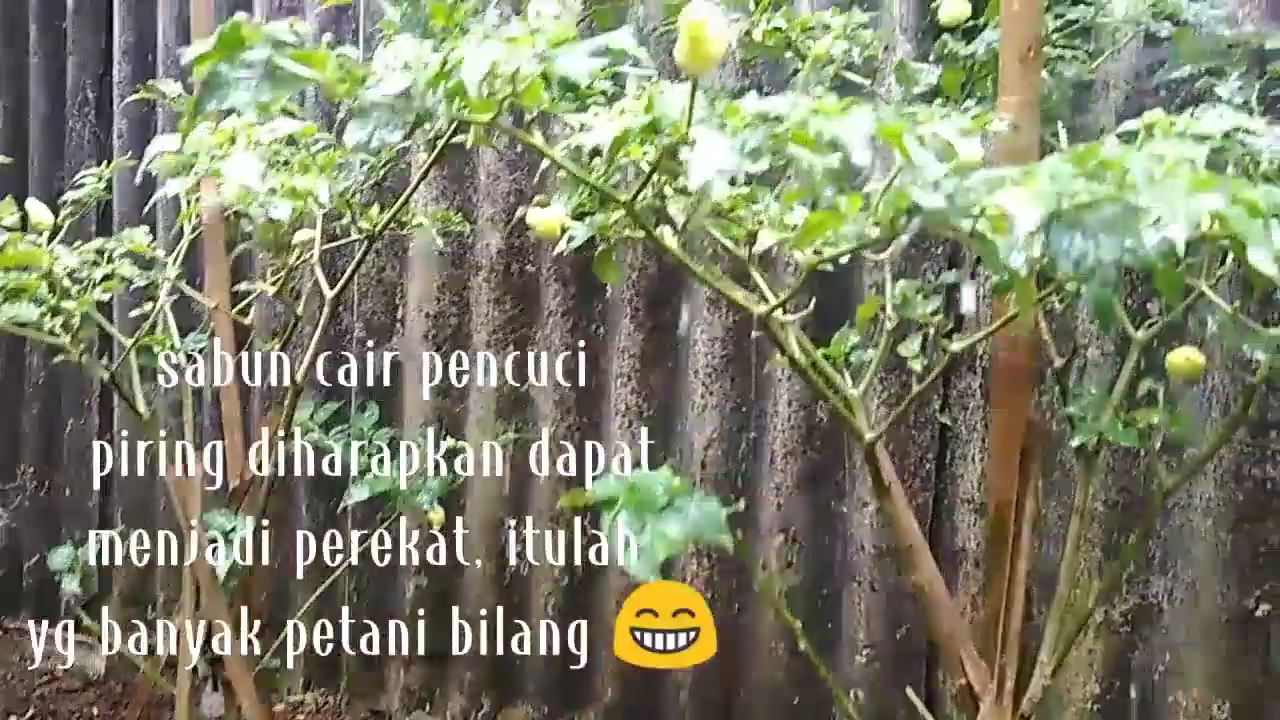 sabun cair pencuci
piring diharapkan dapat
menjadi perekat, itulah
yg banyak petani bilang 😁